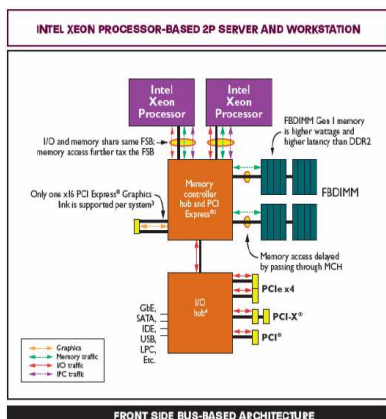 INTEL XEON PROCESSOR-BASED 2P SERVER AND WORKSTATION
Intel
Xeon
Processor
Intel
Xeon
Processor
I/O and memory share same FSB;
memory access further tax the FSB
FBDIMM Gen 1 memory
is higher wattage and
higher latency than DDR2
Only one x16 PCI Express® Graphics
link is supported per system³
Memory
controller
hub and PCI
FBDIMM
Memory access delayed
by passing through MCH
I/O
hub⁴
PCIe x4
PCI-X®
PCI®
GbE,
SATA,
IDE,
USB,
LPC,
Etc.
Graphics
Memory traffic
I/O traffic
IPC traffic
FRONT SIDE BUS-BASED ARCHITECTURE